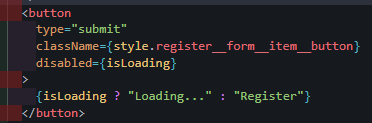 <button
type="submit"
className={style.register__form__item__button}
disabled={isLoading}
>
{isLoading ? "Loading..." : "Register"}
</button>